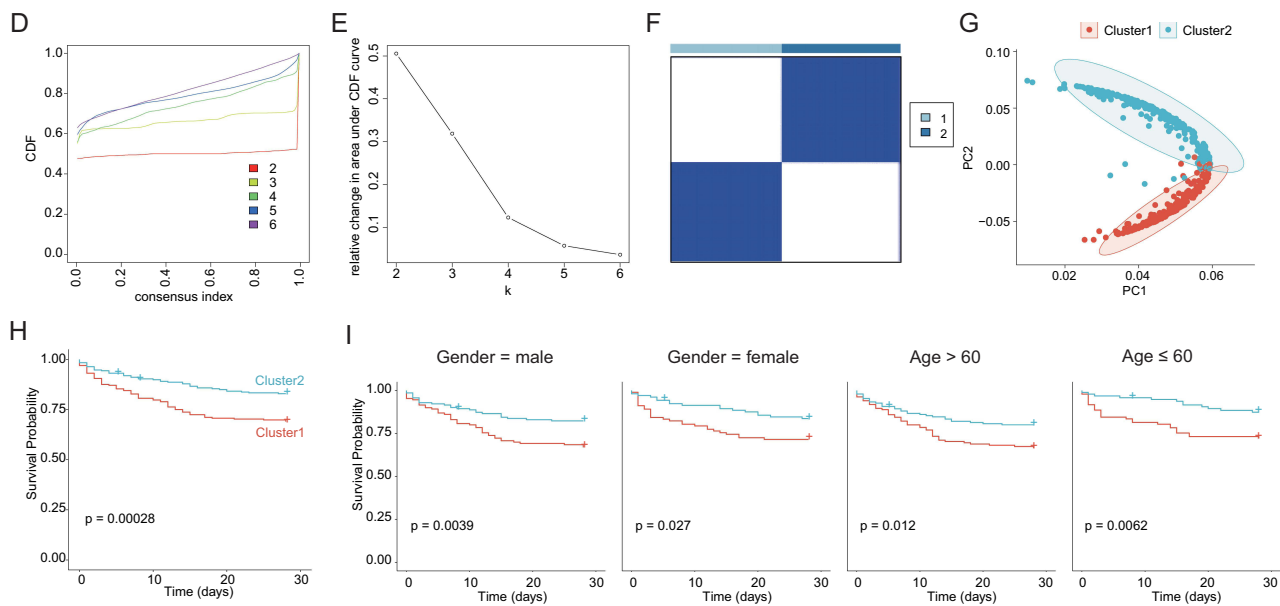 D
CDF
0.0
0.2
0.4
0.6
0.8
1.0
2
3
4
5
6
0.0
0.2
0.4
0.6
0.8
1.0
consensus index
E
relative change in area under CDF curve
0.1
0.2
0.3
0.4
0.5
2
3
4
5
6
k
F
1
2
G
Cluster1
Cluster2
PC2
0.10
0.05
0.00
−0.05
0.02
0.04
0.06
PC1
H
Survival Probability
1.00
0.75
0.50
0.25
0.00
Cluster2
Cluster1
p = 0.00028
0
10
20
30
Time (days)
I
Survival Probability
1.00
0.75
0.50
0.25
0.00
Gender = male
p = 0.0039
0
10
20
30
Time (days)
Gender = female
p = 0.027
0
10
20
30
Time (days)
Age > 60
p = 0.012
0
10
20
30
Time (days)
Age ≤ 60
p = 0.0062
0
10
20
30
Time (days)